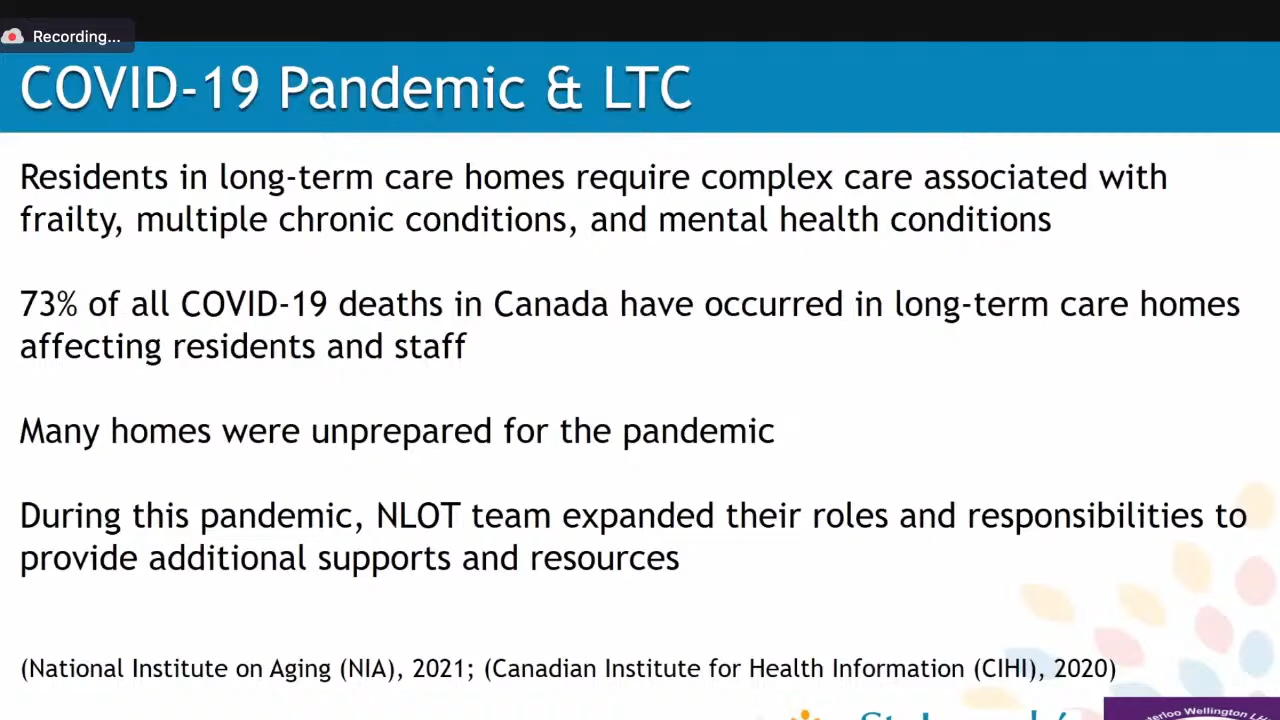 Recording...
COVID-19 Pandemic & LTC
Residents in long-term care homes require complex care associated with
frailty, multiple chronic conditions, and mental health conditions
73% of all COVID-19 deaths in Canada have occurred in long-term care homes
affecting residents and staff
Many homes were unprepared for the pandemic
During this pandemic, NLOT team expanded their roles and responsibilities to
provide additional supports and resources
(National Institute on Aging (NIA), 2021; (Canadian Institute for Health Information (CIHI), 2020)
Wellington